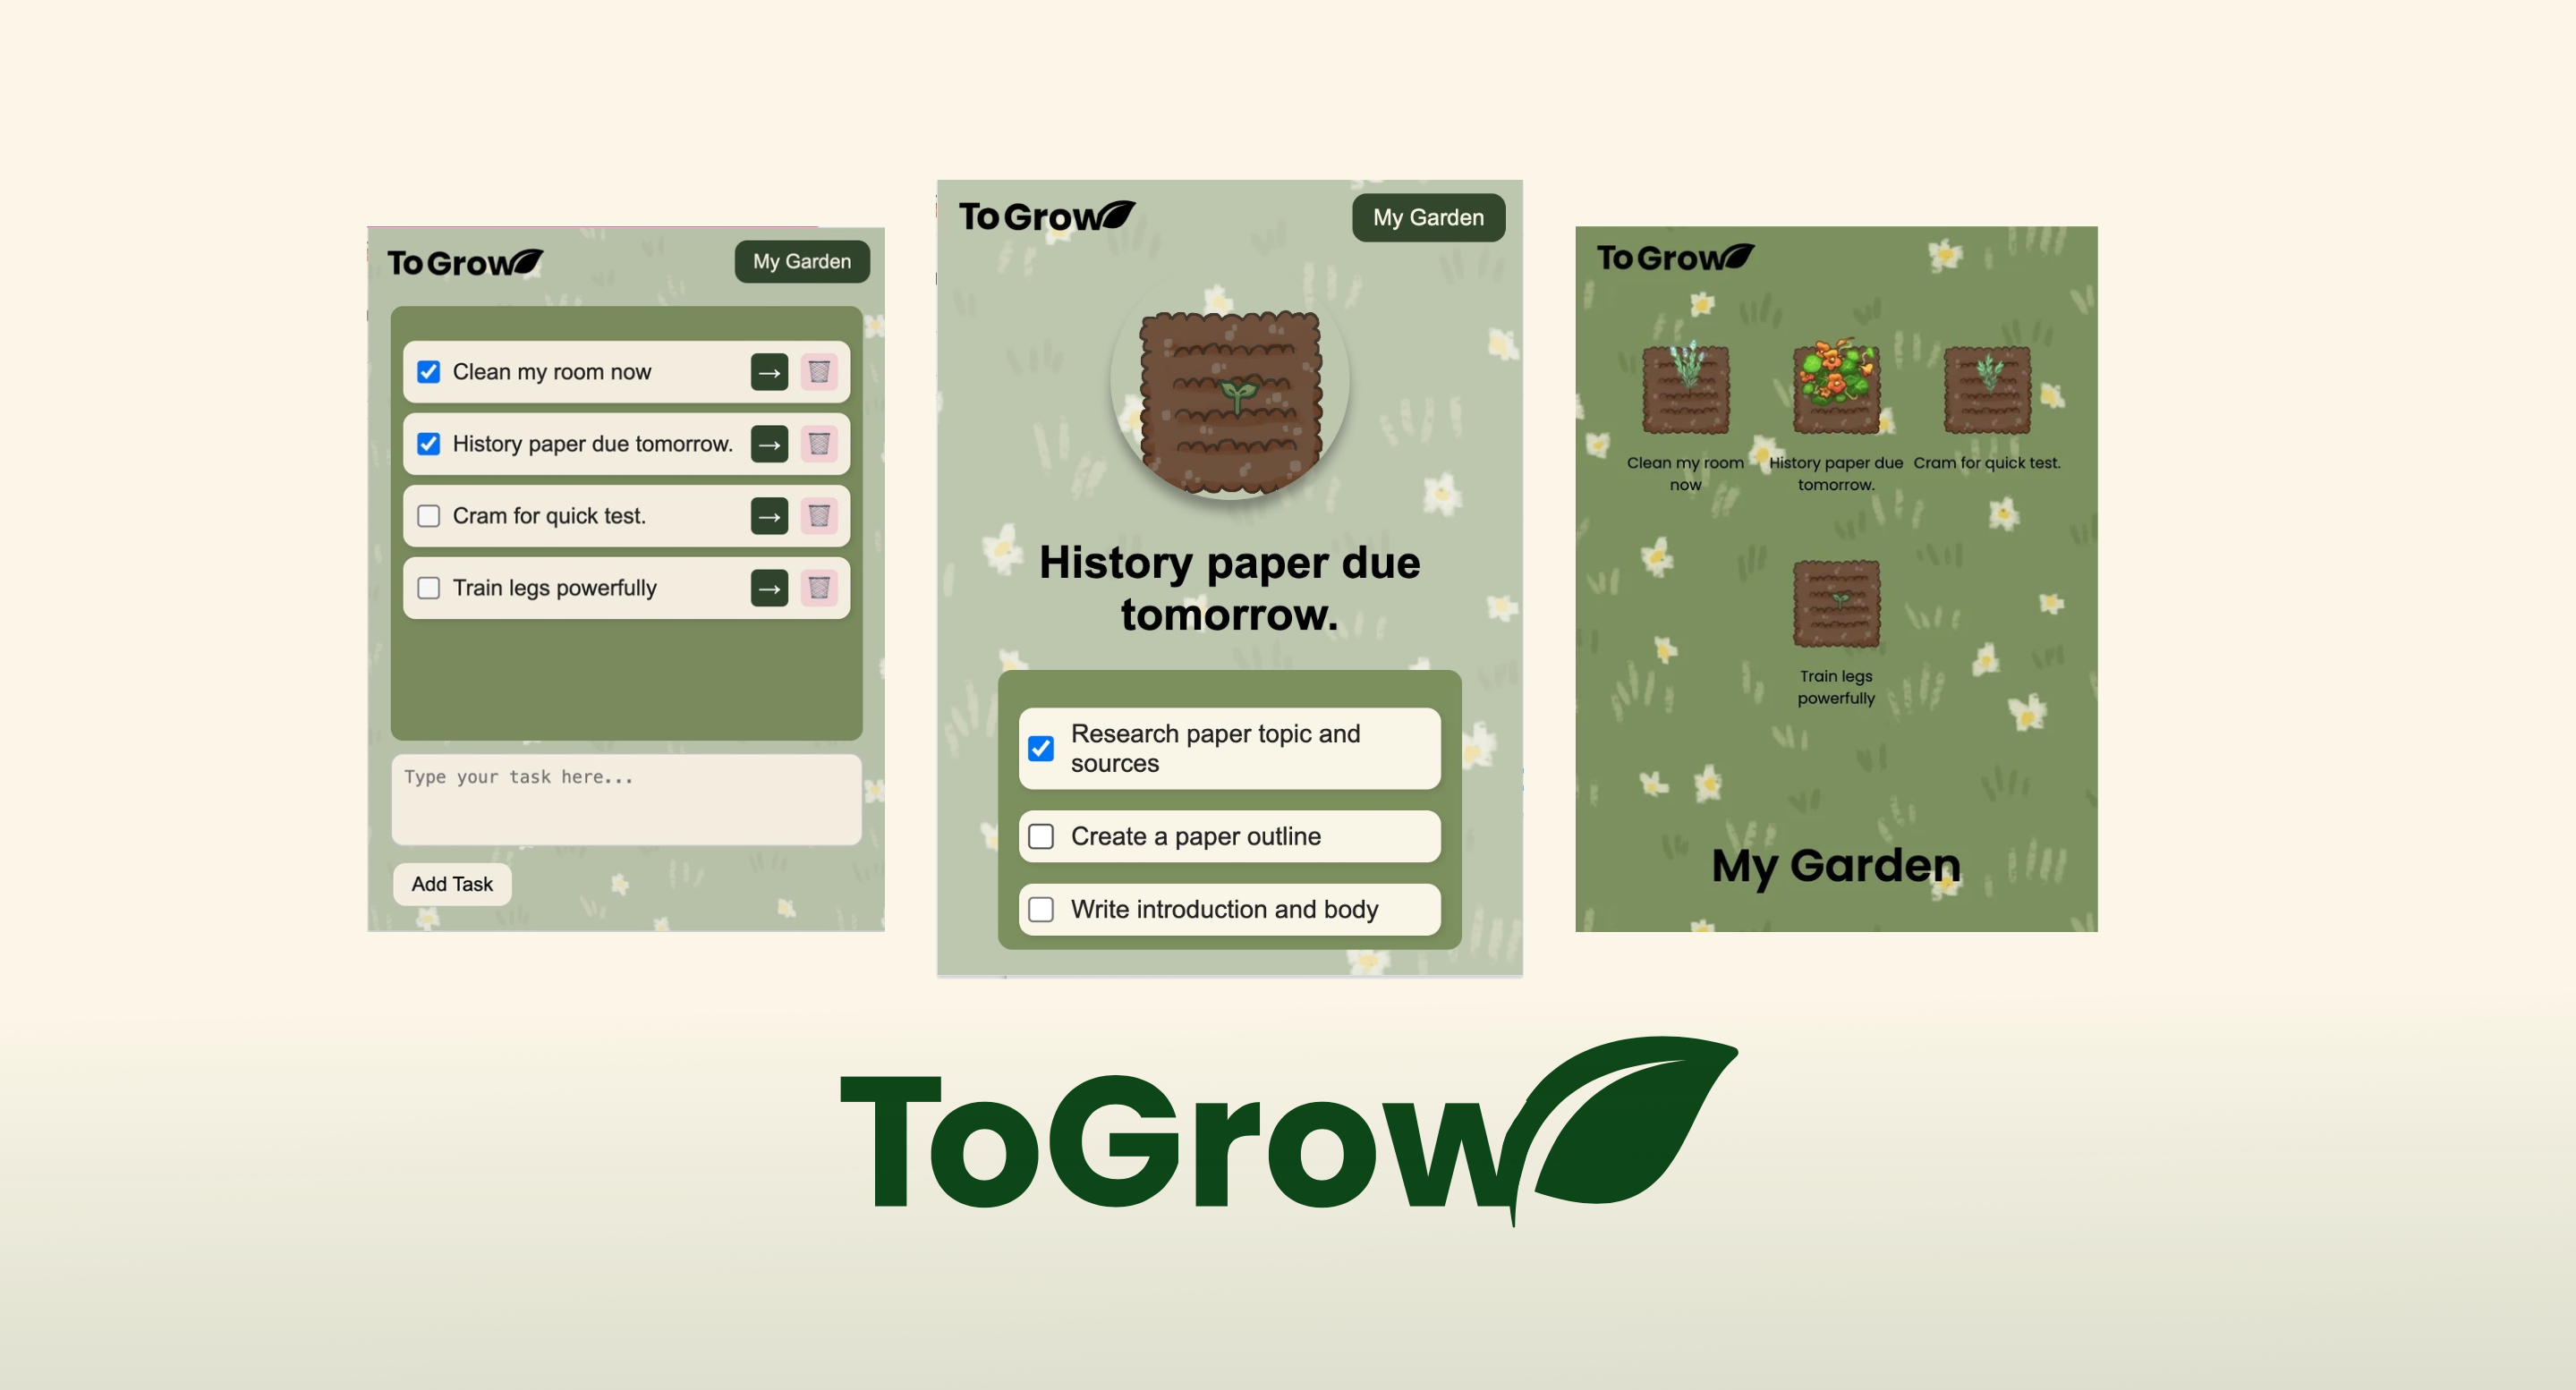 ToGrow
My Garden
Clean my room now
→
History paper due tomorrow.
→
Cram for quick test.
→
Train legs powerfully
→
Type your task here...
Add Task
ToGrow
My Garden
History paper due
tomorrow.
Research paper topic and
sources
Create a paper outline
Write introduction and body
ToGrow
Clean my room
now
History paper due
tomorrow.
Cram for quick test.
Train legs
powerfully
My Garden
ToGrow